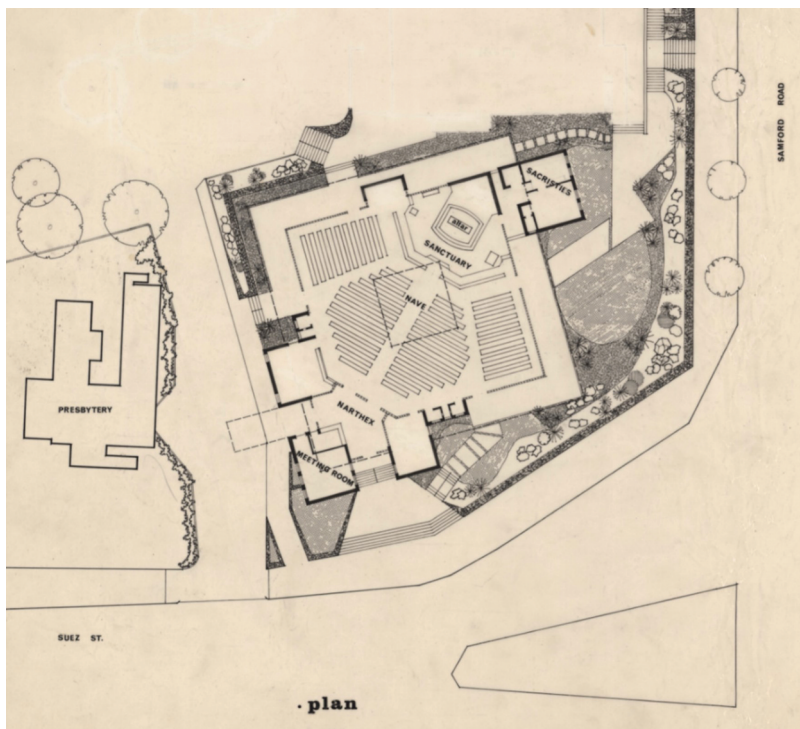 SAMFORD ROAD
SACRISTIES
altar
SANCTUARY
NAVE
PRESBYTERY
NARTHEX
MEETING ROOM
SUEZ ST.
. plan